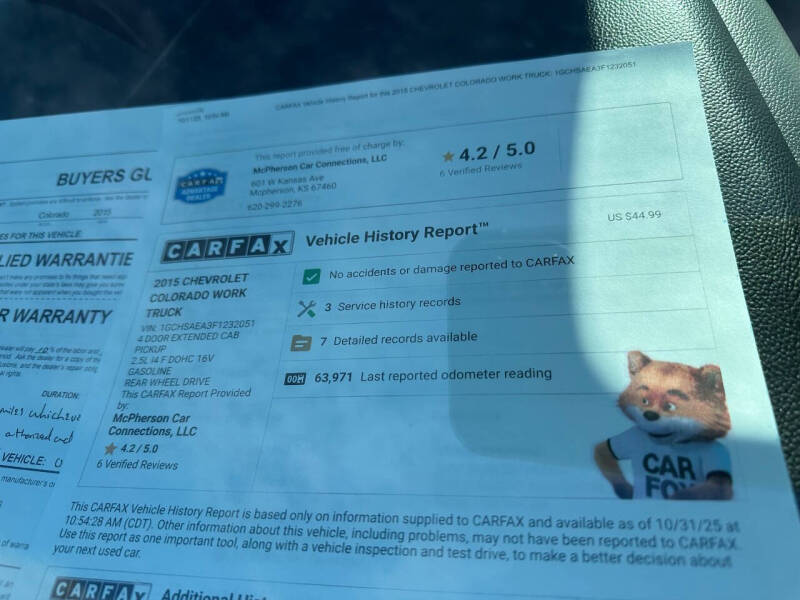 CARFAX Vehicle History Report for this 2015 CHEVROLET COLORADO WORK TRUCK: 1GCHSAEA3F1232051
This report provided free of charge by:
McPherson Car Connections, LLC
601 W Kansas Ave
Mcpherson, KS 67460
620-299-2276
4.2 / 5.0
6 Verified Reviews
CARFAX
ADVANTAGE
DEALER
CARFAX Vehicle History Report™
US $44.99
2015 CHEVROLET
COLORADO WORK
TRUCK
VIN: 1GCHSAEA3F1232051
4 DOOR EXTENDED CAB
PICKUP
2.5L I4 F DOHC 16V
GASOLINE
REAR WHEEL DRIVE
This CARFAX Report Provided
by:
McPherson Car
Connections, LLC
4.2 / 5.0
6 Verified Reviews
No accidents or damage reported to CARFAX
3 Service history records
7 Detailed records available
63,971 Last reported odometer reading
CAR
FOX
This CARFAX Vehicle History Report is based only on information supplied to CARFAX and available as of 10/31/25 at
10:54:28 AM (CDT). Other information about this vehicle, including problems, may not have been reported to CARFAX.
Use this report as one important tool, along with a vehicle inspection and test drive, to make a better decision about
your next used car.
CARFAX Additional
BUYERS GU
Colorado 2015
ES FOR THIS VEHICLE:
LIED WARRANTIE
R WARRANTY
DURATION:
miles whichever
VEHICLE:
manufacturer's